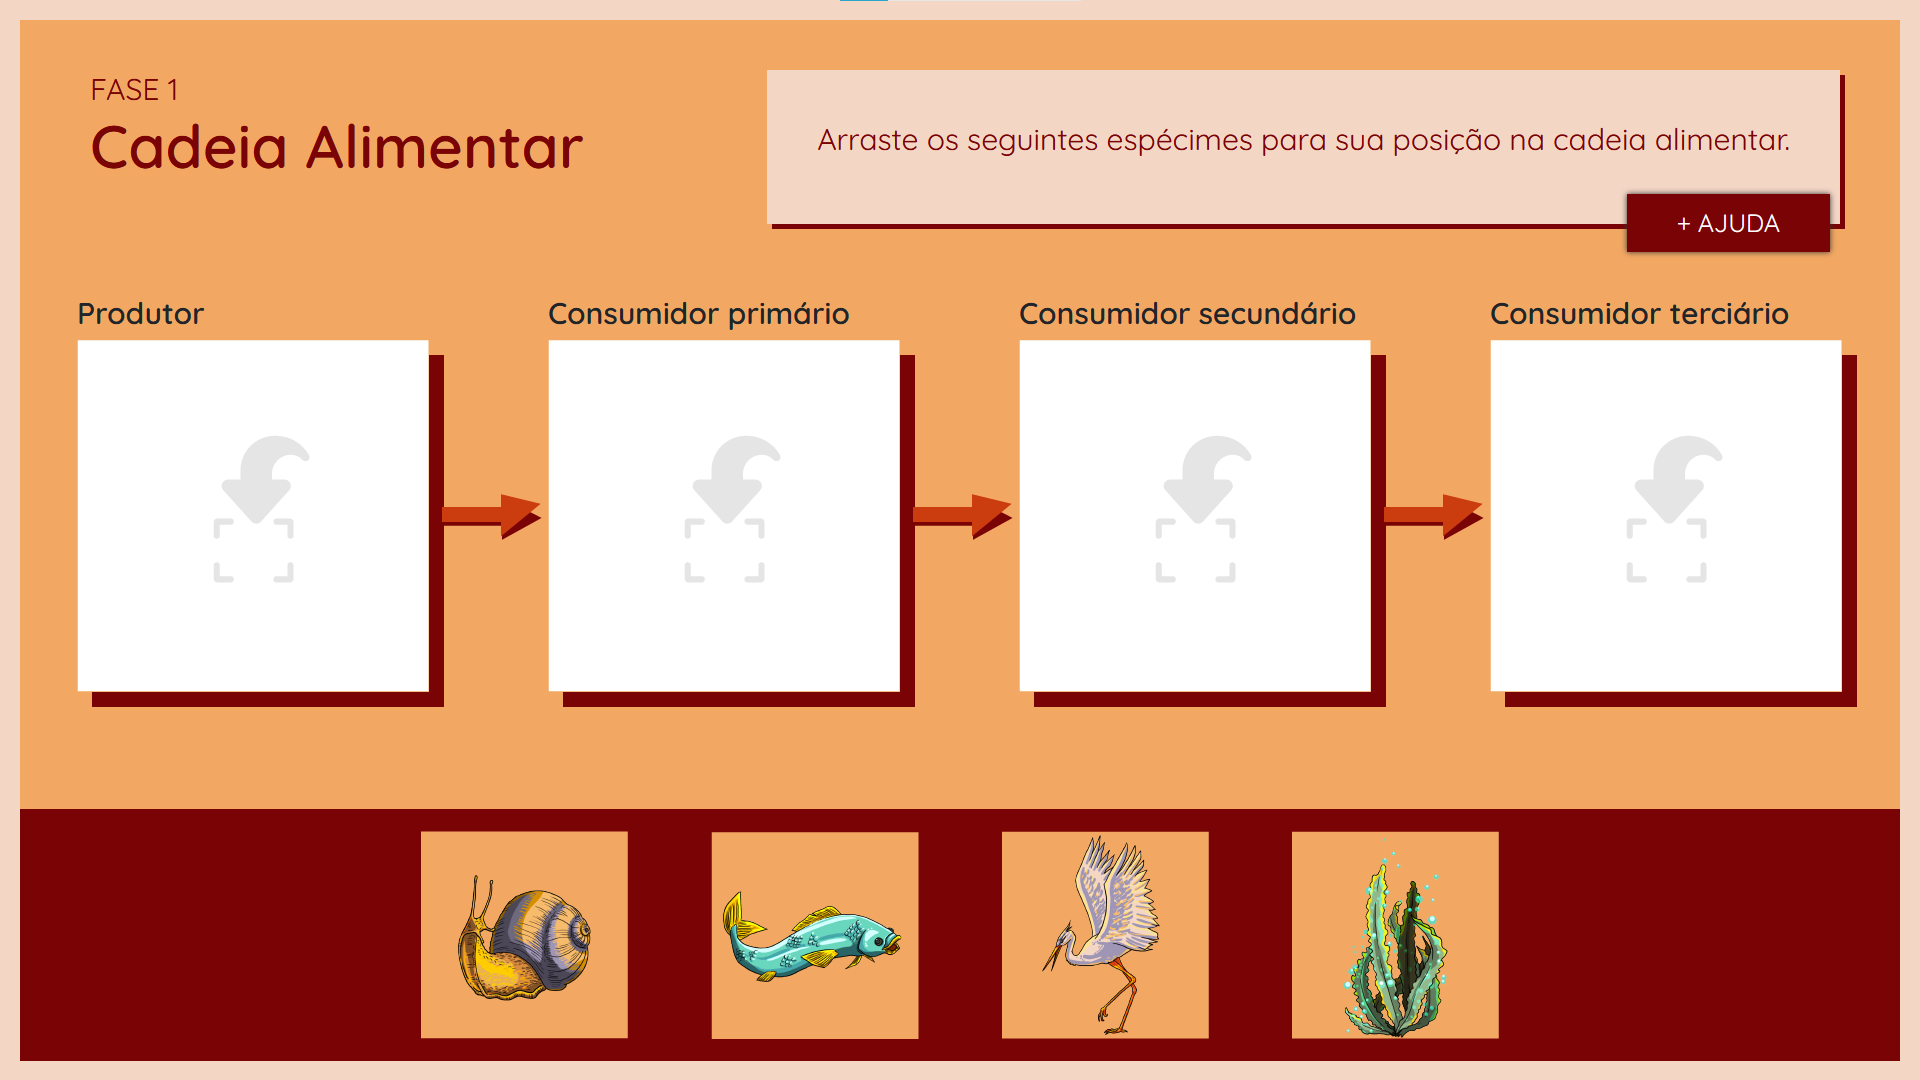 FASE 1
Cadeia Alimentar
Arraste os seguintes espécimes para sua posição na cadeia alimentar.
+ AJUDA
Produtor
Consumidor primário
Consumidor secundário
Consumidor terciário